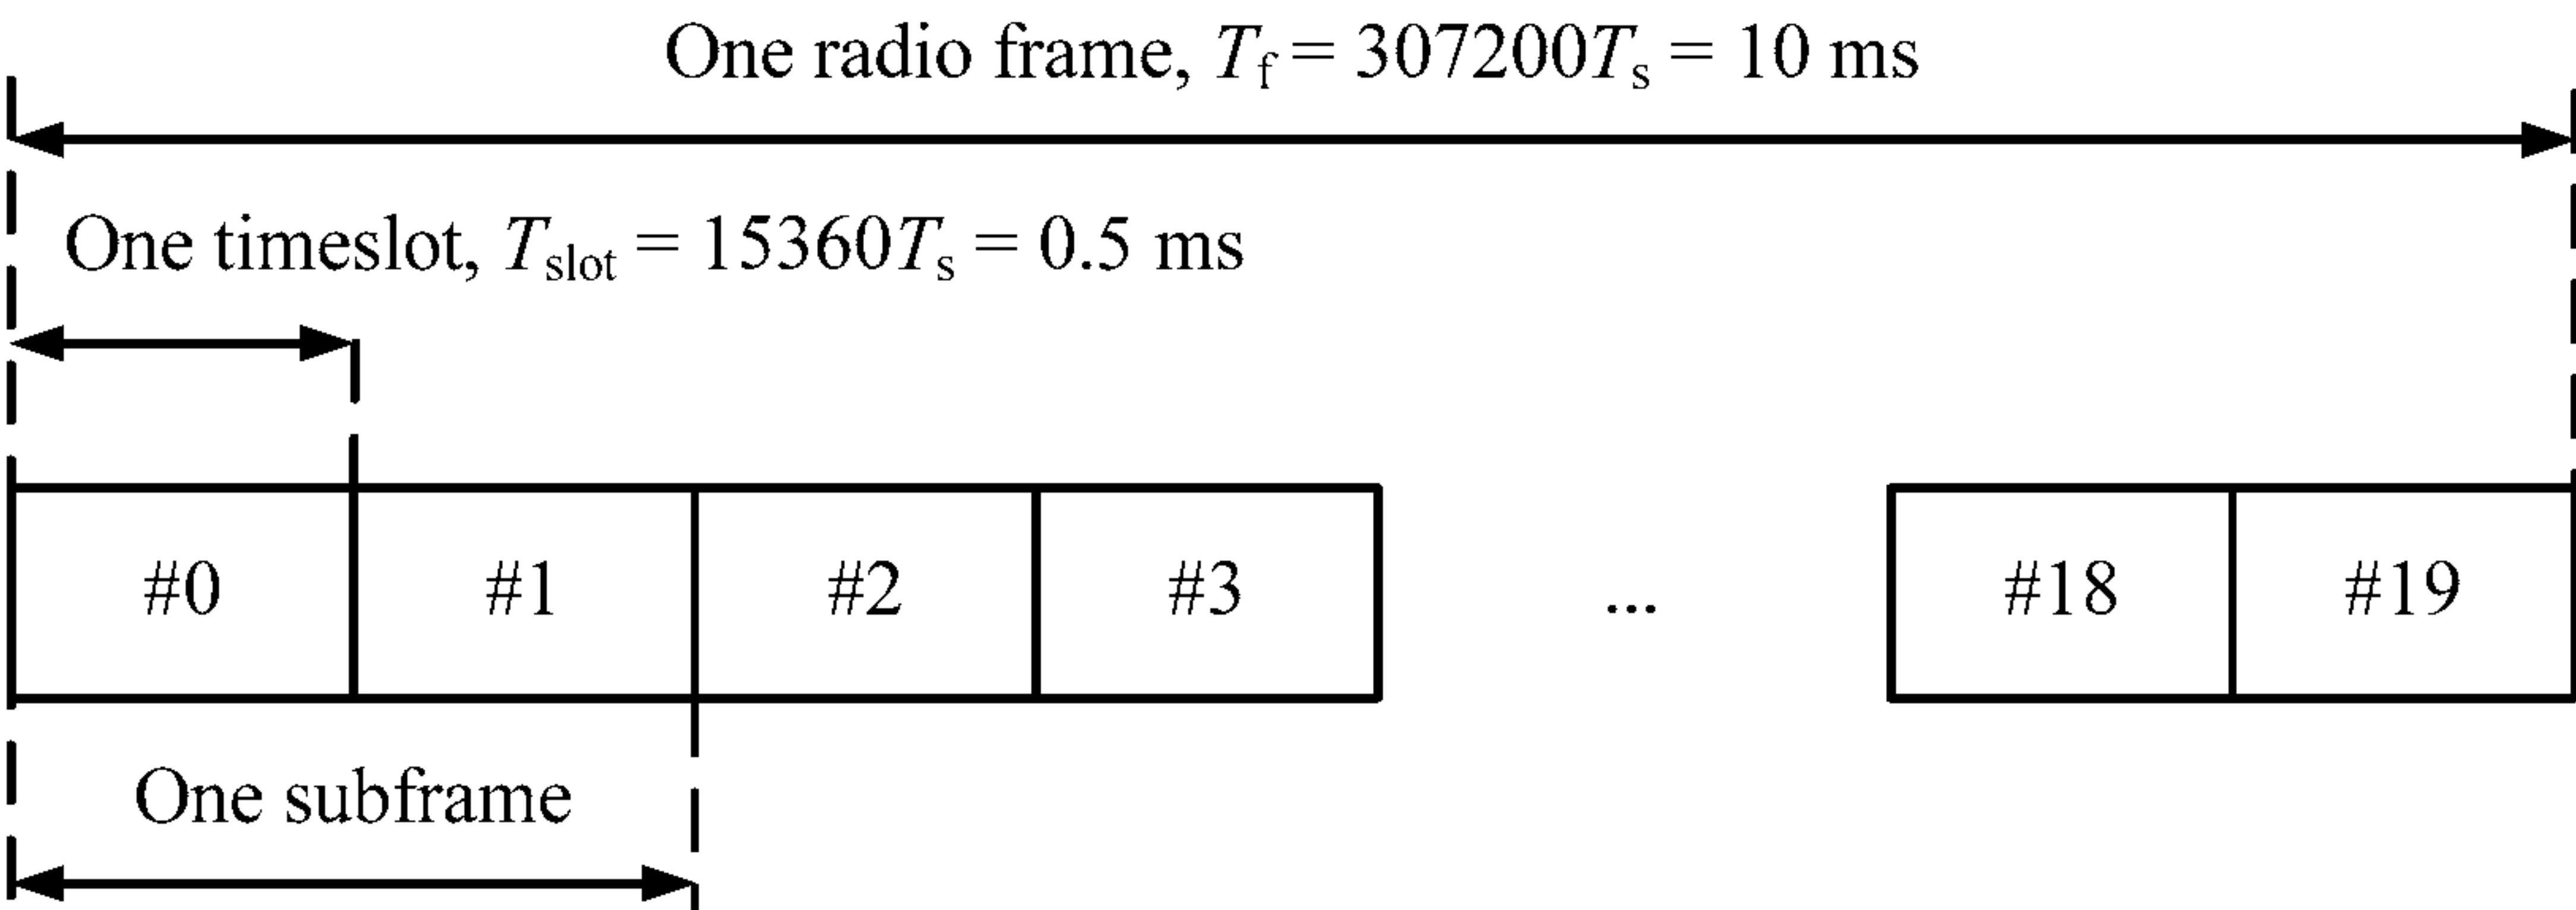 One radio frame, Tf = 307200Ts = 10 ms
One timeslot, Tslot = 15360Ts = 0.5 ms
#0 #1 #2 #3 ... #18 #19
One subframe